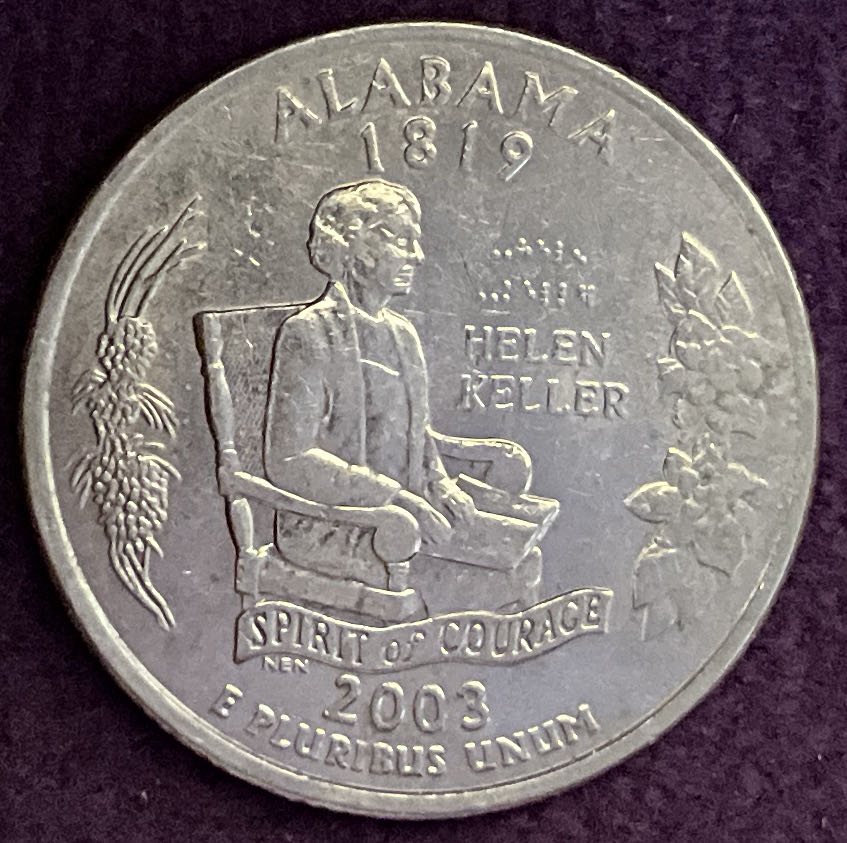 ALABAMA
1819
HELEN
KELLER
SPIRIT of COURAGE
NEN
2003
E PLURIBUS UNUM